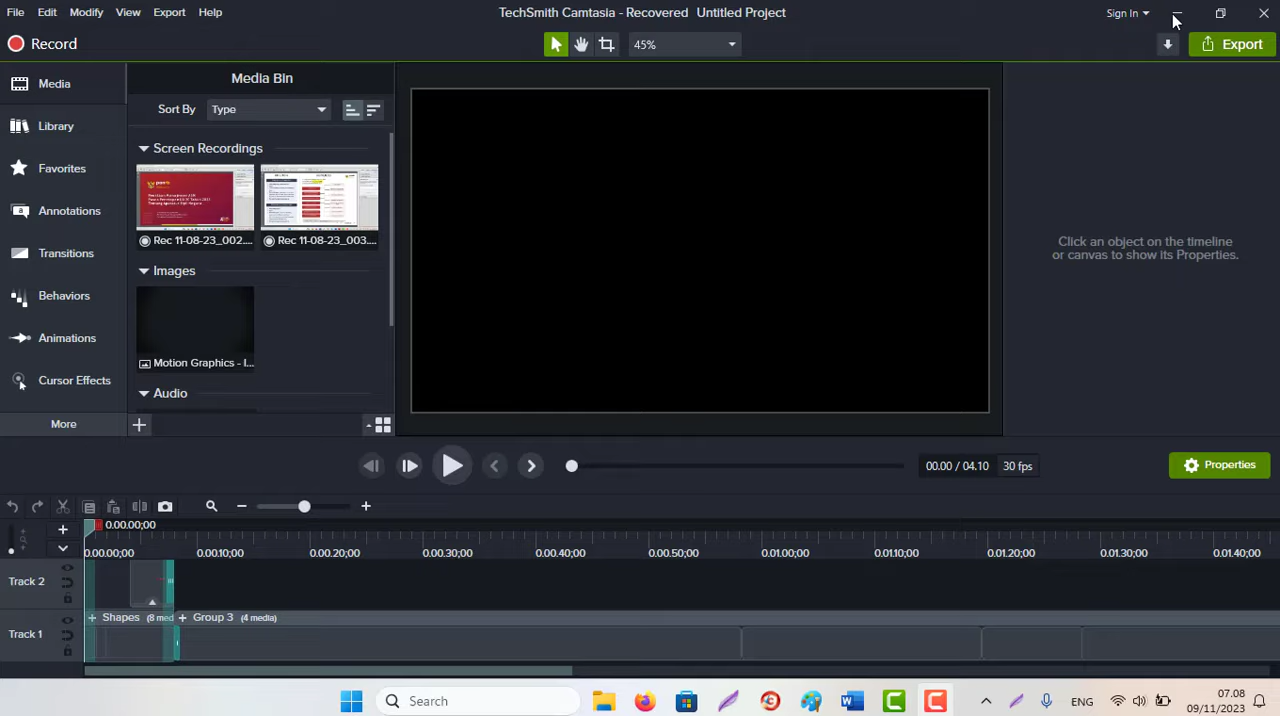 File Edit Modify View Export Help
TechSmith Camtasia - Recovered Untitled Project
Sign In
Record
45%
Export
Media
Library
Favorites
Annotations
Transitions
Behaviors
Animations
Cursor Effects
More
Media Bin
Sort By Type
Screen Recordings
Rec 11-08-23_002.... Rec 11-08-23_003....
Images
Motion Graphics - I...
Audio
Click an object on the timeline
or canvas to show its Properties.
00.00 / 04.10 30 fps
Properties
0.00.00;00
0.00.00;00 0.00.10;00 0.00.20;00 0.00.30;00 0.00.40;00 0.00.50;00 0.01.00;00 0.01.10;00 0.01.20;00 0.01.30;00 0.01.40;00
Track 2
Shapes (8 med Group 3 (4 media)
Track 1
Search
ENG
07.08
09/11/2023